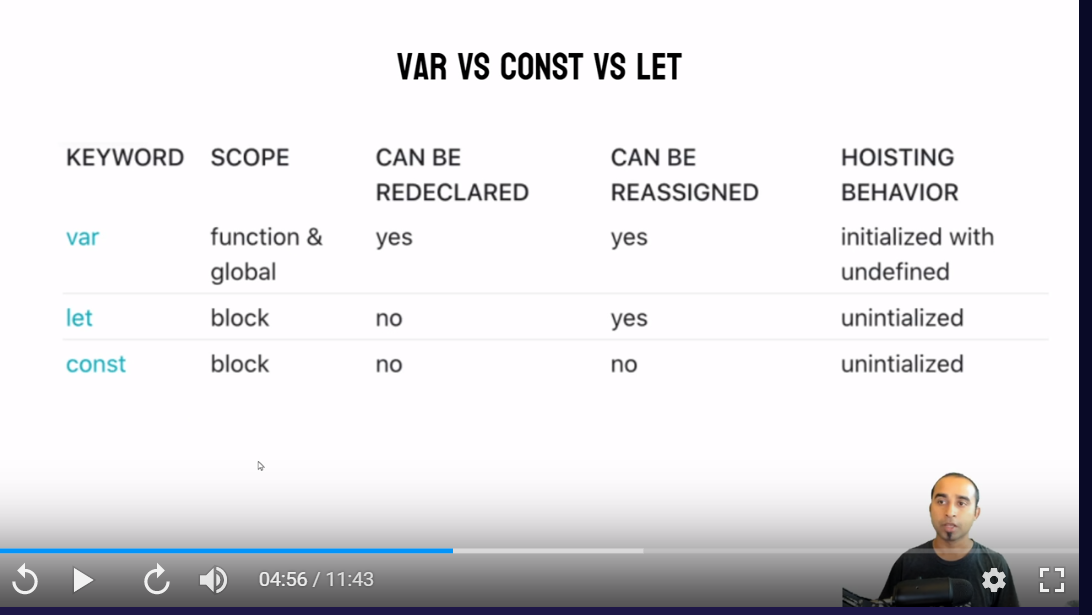 VAR VS CONST VS LET
KEYWORD SCOPE CAN BE REDECLARED CAN BE REASSIGNED HOISTING BEHAVIOR
var function & global yes yes initialized with undefined
let block no yes unintialized
const block no no unintialized
04:56 / 11:43